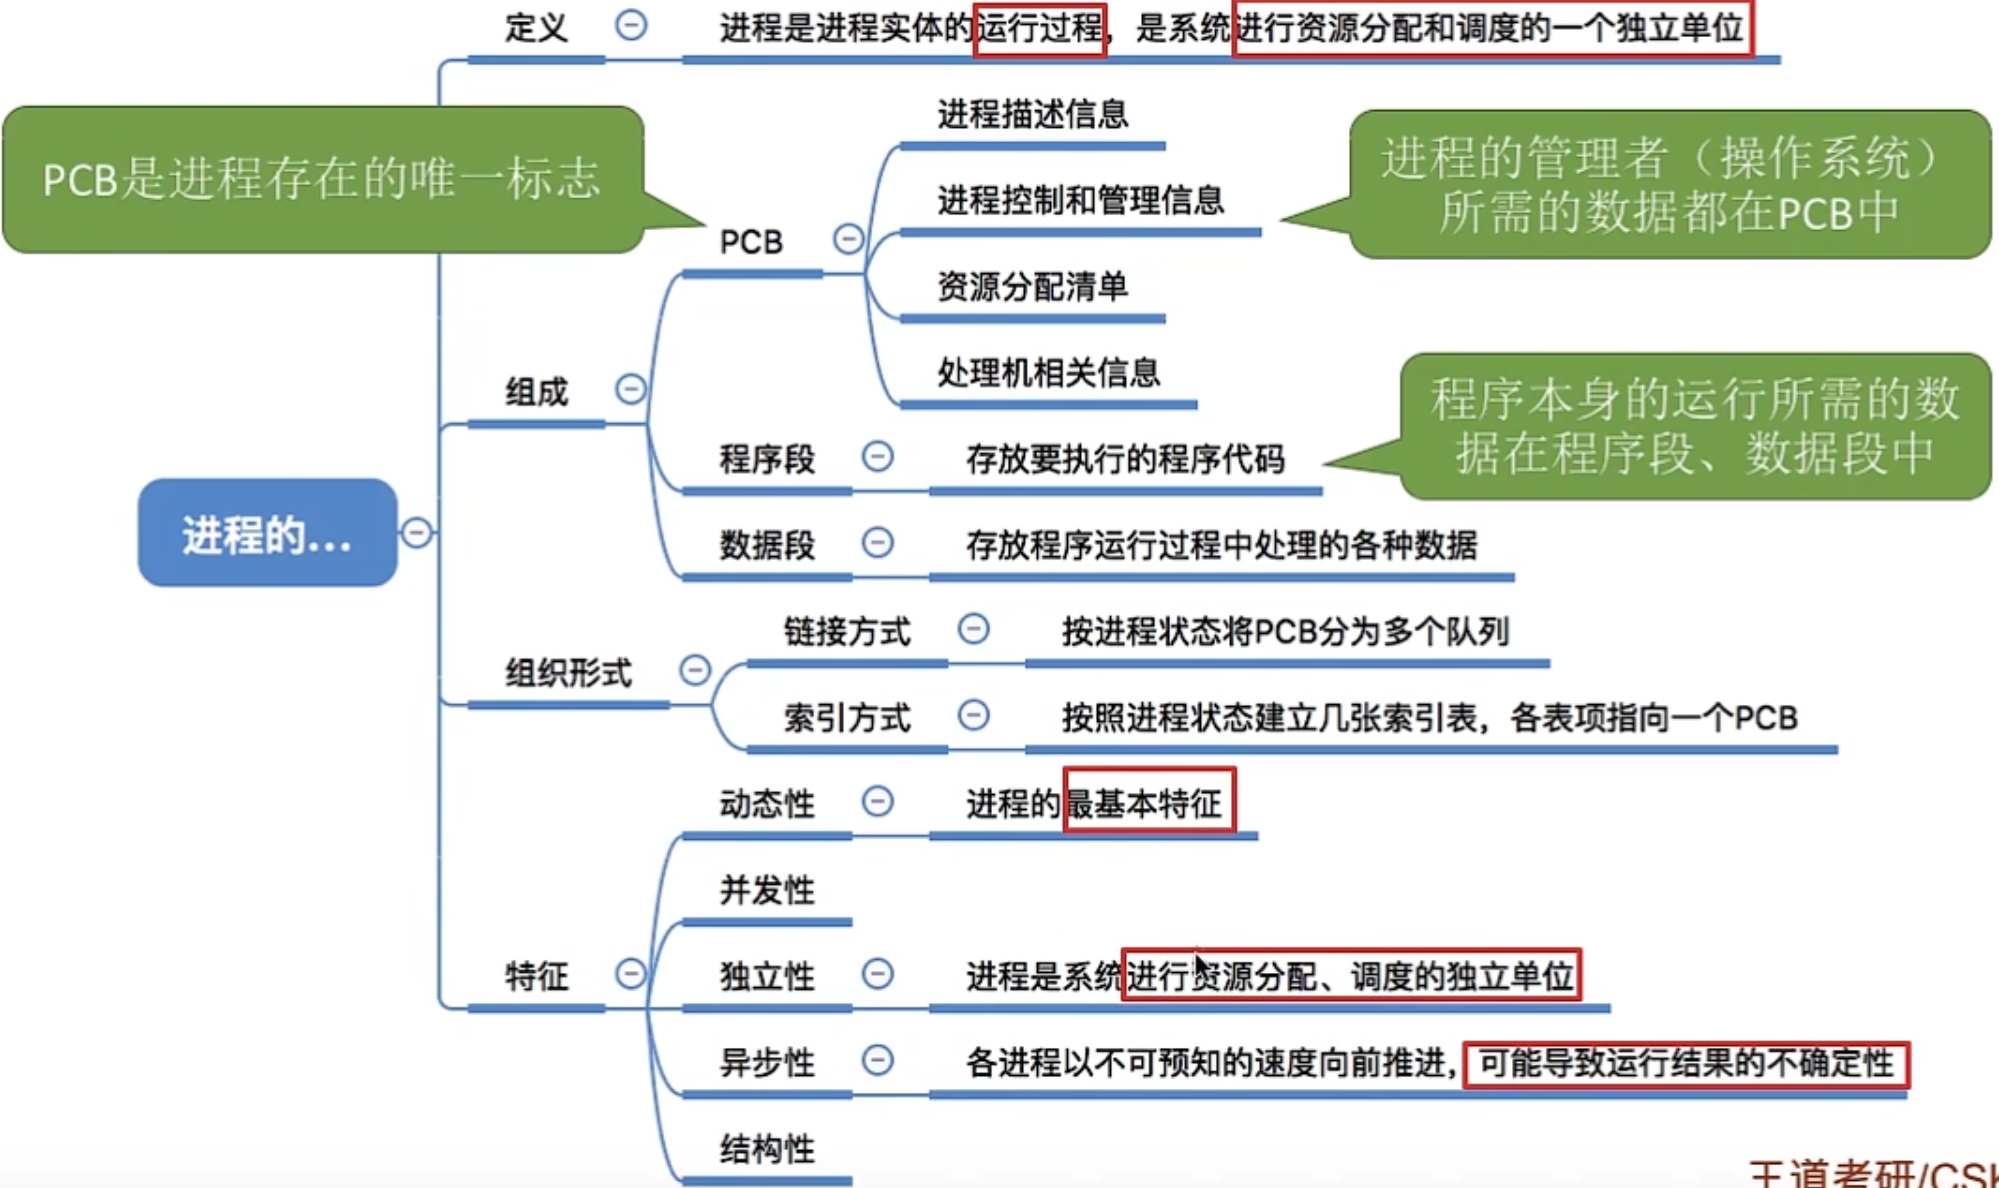 定义
进程是进程实体的运行过程，是系统进行资源分配和调度的一个独立单位
PCB是进程存在的唯一标志
进程描述信息
进程的管理者（操作系统）
所需的数据都在PCB中
进程控制和管理信息
PCB
资源分配清单
处理机相关信息
组成
程序本身的运行所需的数
据在程序段、数据段中
程序段
存放要执行的程序代码
进程的...
数据段
存放程序运行过程中处理的各种数据
链接方式
按进程状态将PCB分为多个队列
组织形式
索引方式
按照进程状态建立几张索引表，各表项指向一个PCB
动态性
进程的最基本特征
并发性
特征
独立性
进程是系统进行资源分配、调度的独立单位
异步性
各进程以不可预知的速度向前推进，可能导致运行结果的不确定性
结构性
王道考研/CSK